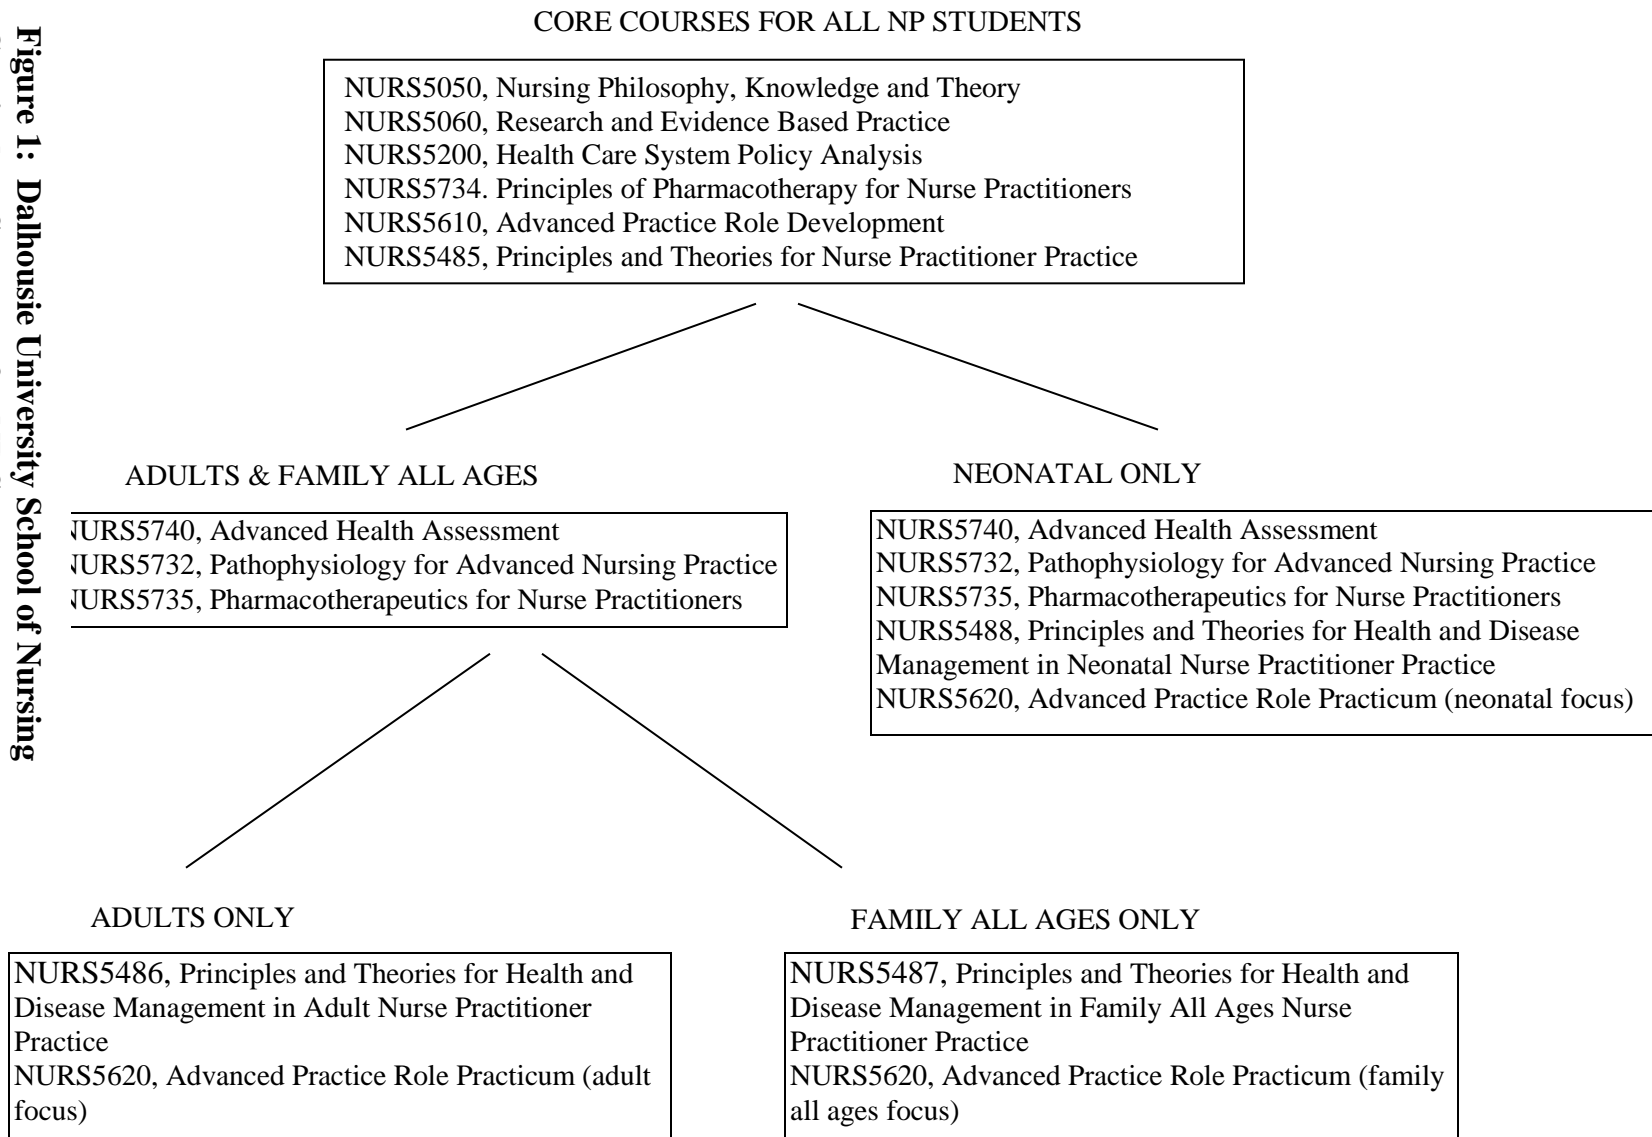 Figure 1: Dalhousie University School of Nursing
CORE COURSES FOR ALL NP STUDENTS
NURS5050, Nursing Philosophy, Knowledge and Theory
NURS5060, Research and Evidence Based Practice
NURS5200, Health Care System Policy Analysis
NURS5734. Principles of Pharmacotherapy for Nurse Practitioners
NURS5610, Advanced Practice Role Development
NURS5485, Principles and Theories for Nurse Practitioner Practice
ADULTS & FAMILY ALL AGES
NURS5740, Advanced Health Assessment
NURS5732, Pathophysiology for Advanced Nursing Practice
NURS5735, Pharmacotherapeutics for Nurse Practitioners
NEONATAL ONLY
NURS5740, Advanced Health Assessment
NURS5732, Pathophysiology for Advanced Nursing Practice
NURS5735, Pharmacotherapeutics for Nurse Practitioners
NURS5488, Principles and Theories for Health and Disease
Management in Neonatal Nurse Practitioner Practice
NURS5620, Advanced Practice Role Practicum (neonatal focus)
ADULTS ONLY
NURS5486, Principles and Theories for Health and
Disease Management in Adult Nurse Practitioner
Practice
NURS5620, Advanced Practice Role Practicum (adult
focus)
FAMILY ALL AGES ONLY
NURS5487, Principles and Theories for Health and
Disease Management in Family All Ages Nurse
Practitioner Practice
NURS5620, Advanced Practice Role Practicum (family
all ages focus)